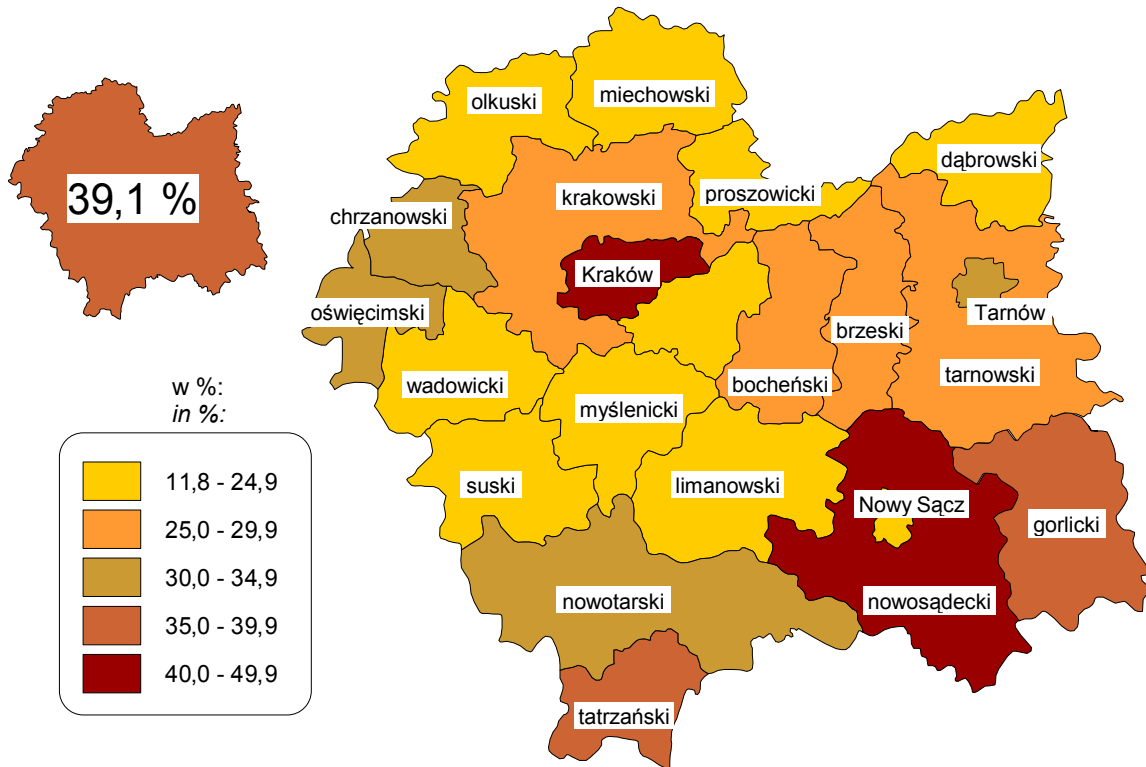 olkuski
miechowski
dąbrowski
39,1 %
krakowski
proszowicki
chrzanowski
Kraków
oświęcimski
Tarnów
brzeski
wadowicki
bocheński
tarnowski
myślenicki
w %:
in %:
11,8 - 24,9
25,0 - 29,9
30,0 - 34,9
35,0 - 39,9
40,0 - 49,9
suski
limanowski
Nowy Sącz
gorlicki
nowotarski
nowosądecki
tatrzański